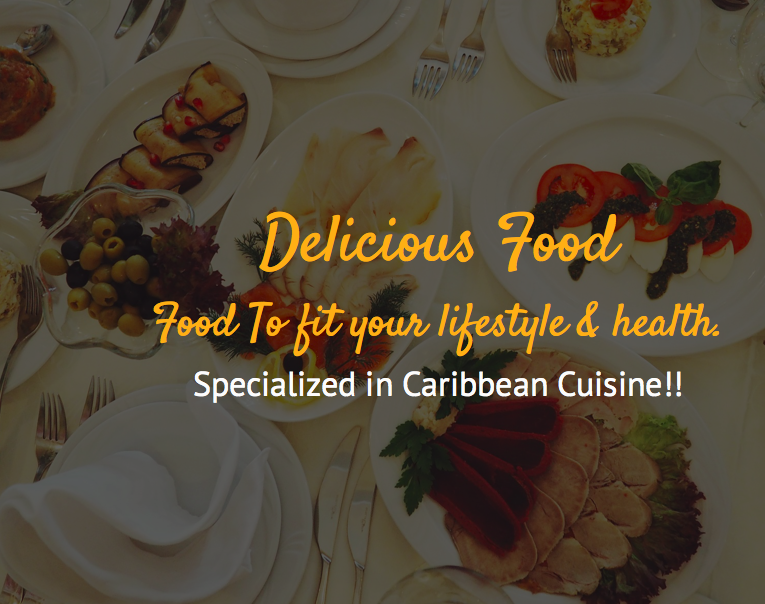 Delicious Food
Food To fit your lifestyle & health.
Specialized in Caribbean Cuisine!!